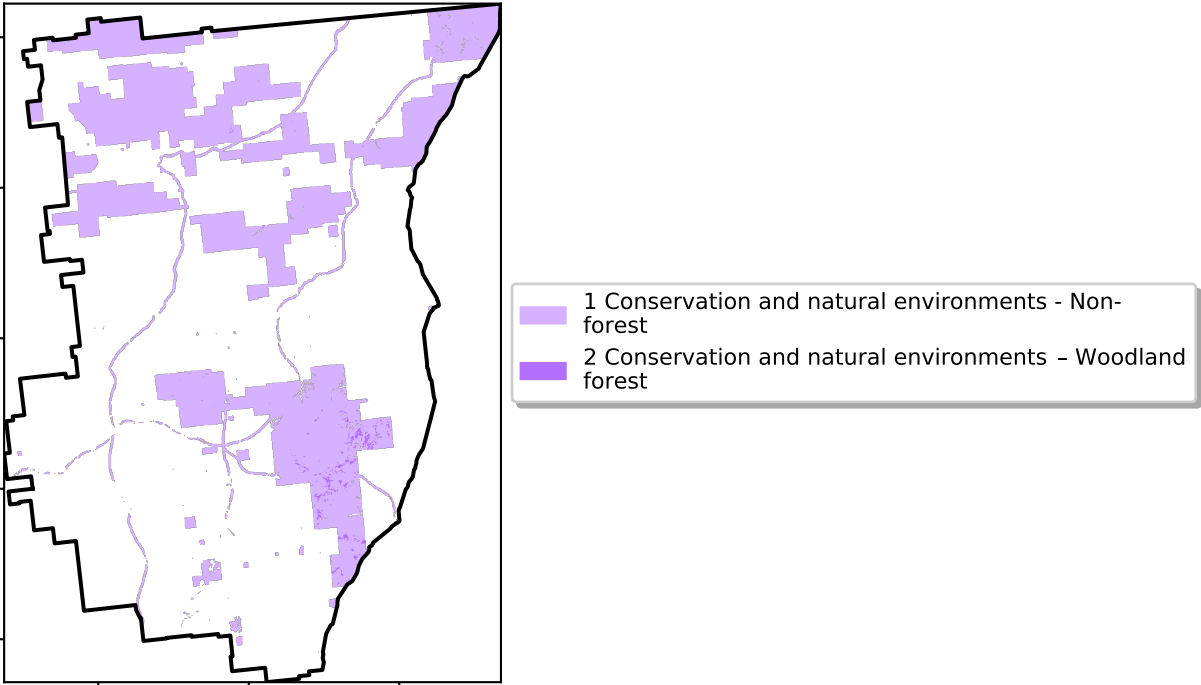 1 Conservation and natural environments - Non-
forest
2 Conservation and natural environments – Woodland
forest